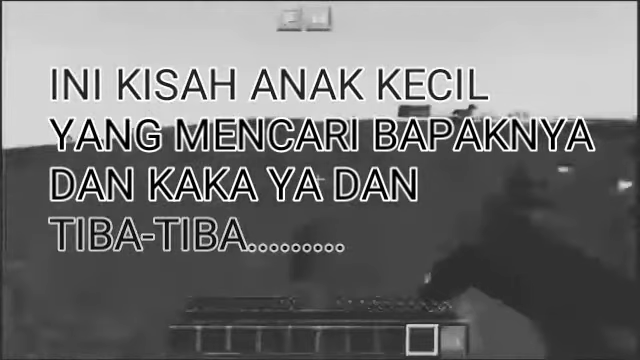 INI KISAH ANAK KECIL
YANG MENCARI BAPAKNYA
DAN KAKA YA DAN
TIBA-TIBA.........